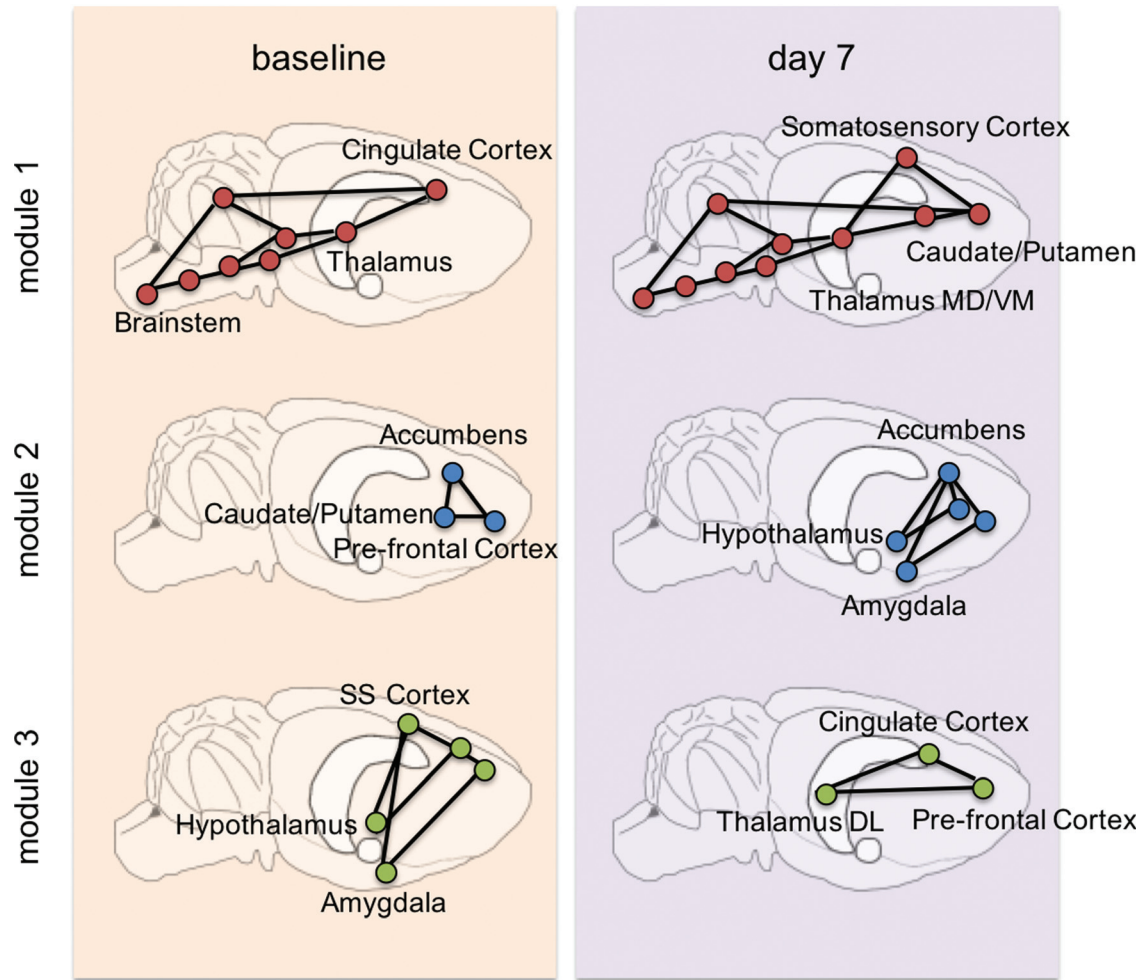 baseline
day 7
module 1
Cingulate Cortex
Thalamus
Brainstem
Somatosensory Cortex
Caudate/Putamen
Thalamus MD/VM
module 2
Accumbens
Caudate/Putamen
Pre-frontal Cortex
Accumbens
Hypothalamus
Amygdala
module 3
SS Cortex
Hypothalamus
Amygdala
Cingulate Cortex
Thalamus DL
Pre-frontal Cortex